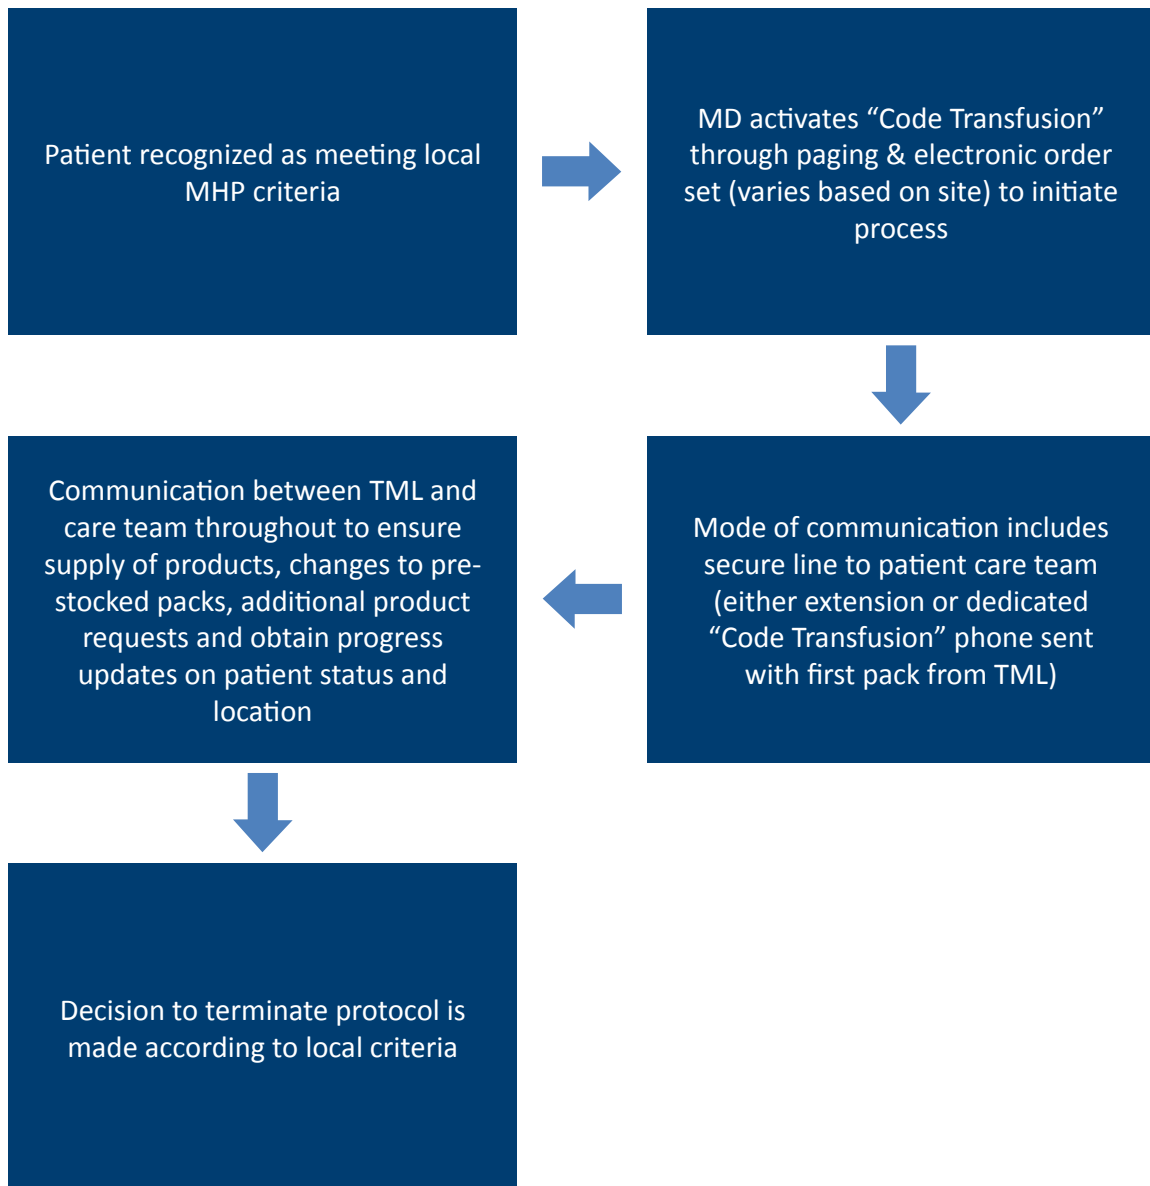 Patient recognized as meeting local
MHP criteria
MD activates “Code Transfusion”
through paging & electronic order
set (varies based on site) to initiate
process
Mode of communication includes
secure line to patient care team
(either extension or dedicated
“Code Transfusion” phone sent
with first pack from TML)
Communication between TML and
care team throughout to ensure
supply of products, changes to pre-
stocked packs, additional product
requests and obtain progress
updates on patient status and
location
Decision to terminate protocol is
made according to local criteria